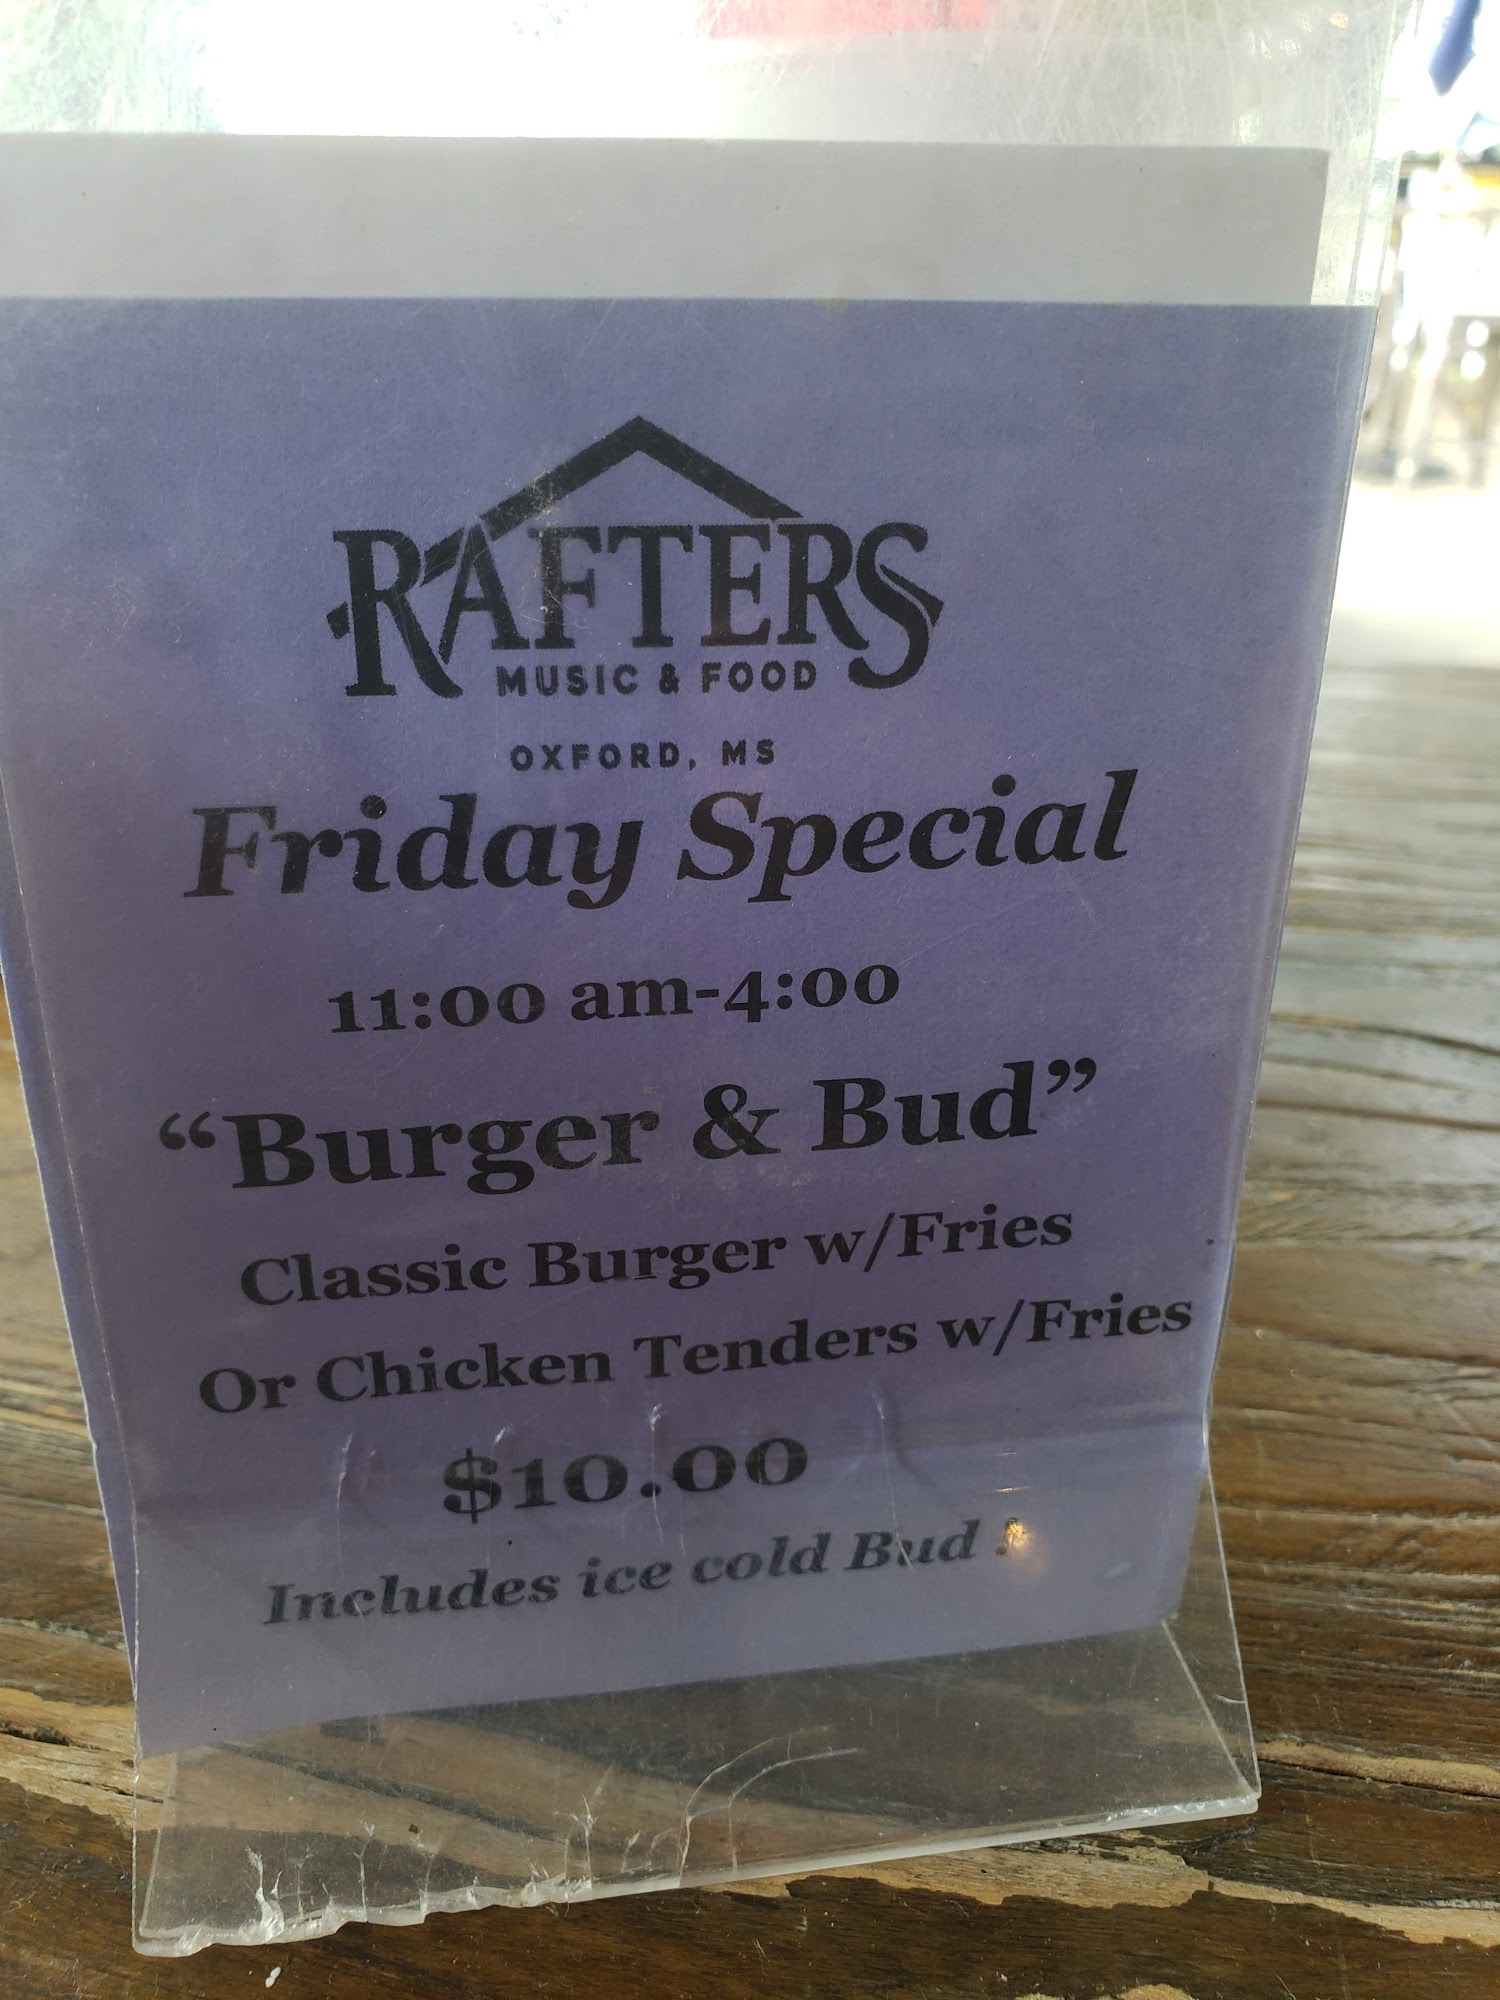 RAFTERS
MUSIC & FOOD
OXFORD, MS
Friday Special
11:00 am-4:00
“Burger & Bud”
Classic Burger w/Fries
Or Chicken Tenders w/Fries
$10.00
Includes ice cold Bud !